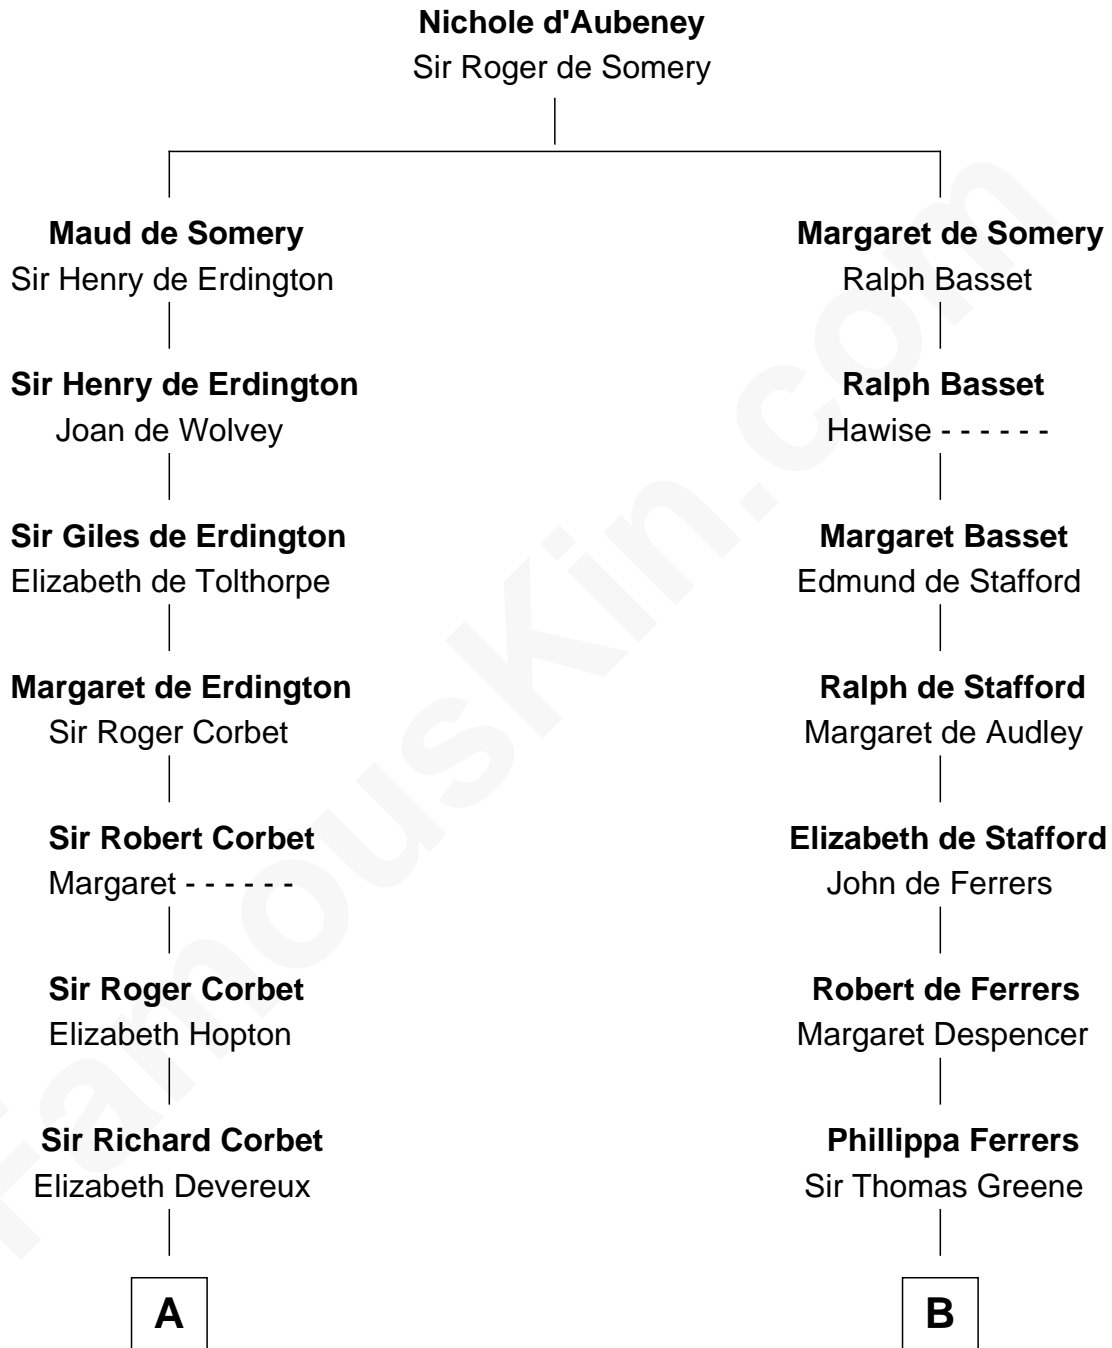 Nichole d'Aubeney
Sir Roger de Somery
Maud de Somery
Sir Henry de Erdington
Margaret de Somery
Ralph Basset
Sir Henry de Erdington
Joan de Wolvey
Ralph Basset
Hawise - - - - - -
Sir Giles de Erdington
Elizabeth de Tolthorpe
Margaret Basset
Edmund de Stafford
Margaret de Erdington
Sir Roger Corbet
Ralph de Stafford
Margaret de Audley
Sir Robert Corbet
Margaret - - - - - -
Elizabeth de Stafford
John de Ferrers
Sir Roger Corbet
Elizabeth Hopton
Robert de Ferrers
Margaret Despencer
Sir Richard Corbet
Elizabeth Devereux
Phillippa Ferrers
Sir Thomas Greene
A
B
FamousKin.com